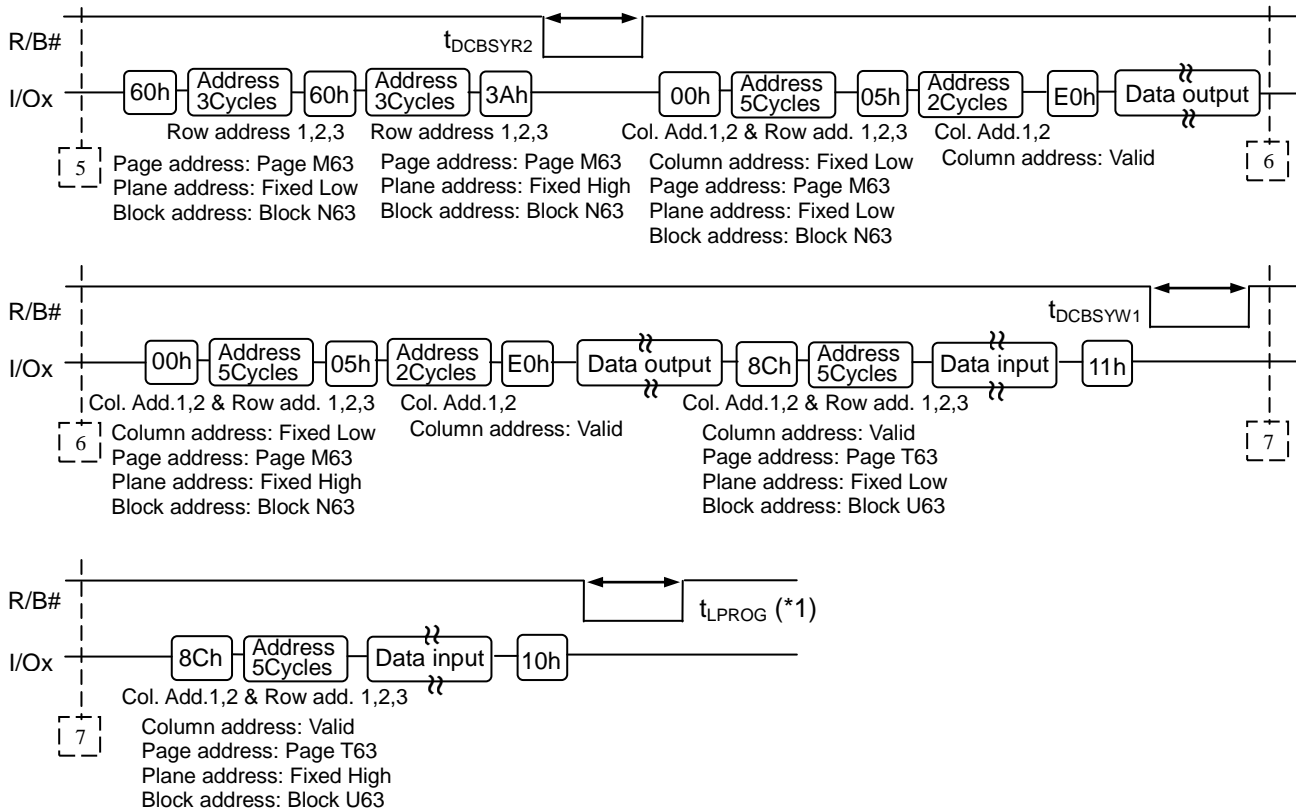 R/B#
tDCBSYR2
I/Ox
60h
Address 3Cycles
60h
Address 3Cycles
3Ah
00h
Address 5Cycles
05h
Address 2Cycles
E0h
Data output
Row address 1,2,3
Row address 1,2,3
Col. Add.1,2 & Row add. 1,2,3
Col. Add.1,2
5
Page address: Page M63
Plane address: Fixed Low
Block address: Block N63
Page address: Page M63
Plane address: Fixed High
Block address: Block N63
Column address: Fixed Low
Page address: Page M63
Plane address: Fixed Low
Block address: Block N63
Column address: Valid
6
R/B#
tDCBSYW1
I/Ox
00h
Address 5Cycles
05h
Address 2Cycles
E0h
Data output
8Ch
Address 5Cycles
Data input
11h
Col. Add.1,2 & Row add. 1,2,3
Col. Add.1,2
Col. Add.1,2 & Row add. 1,2,3
6
Column address: Fixed Low
Page address: Page M63
Plane address: Fixed High
Block address: Block N63
Column address: Valid
Column address: Valid
Page address: Page T63
Plane address: Fixed Low
Block address: Block U63
7
R/B#
tLPROG (*1)
I/Ox
8Ch
Address 5Cycles
Data input
10h
Col. Add.1,2 & Row add. 1,2,3
7
Column address: Valid
Page address: Page T63
Plane address: Fixed High
Block address: Block U63